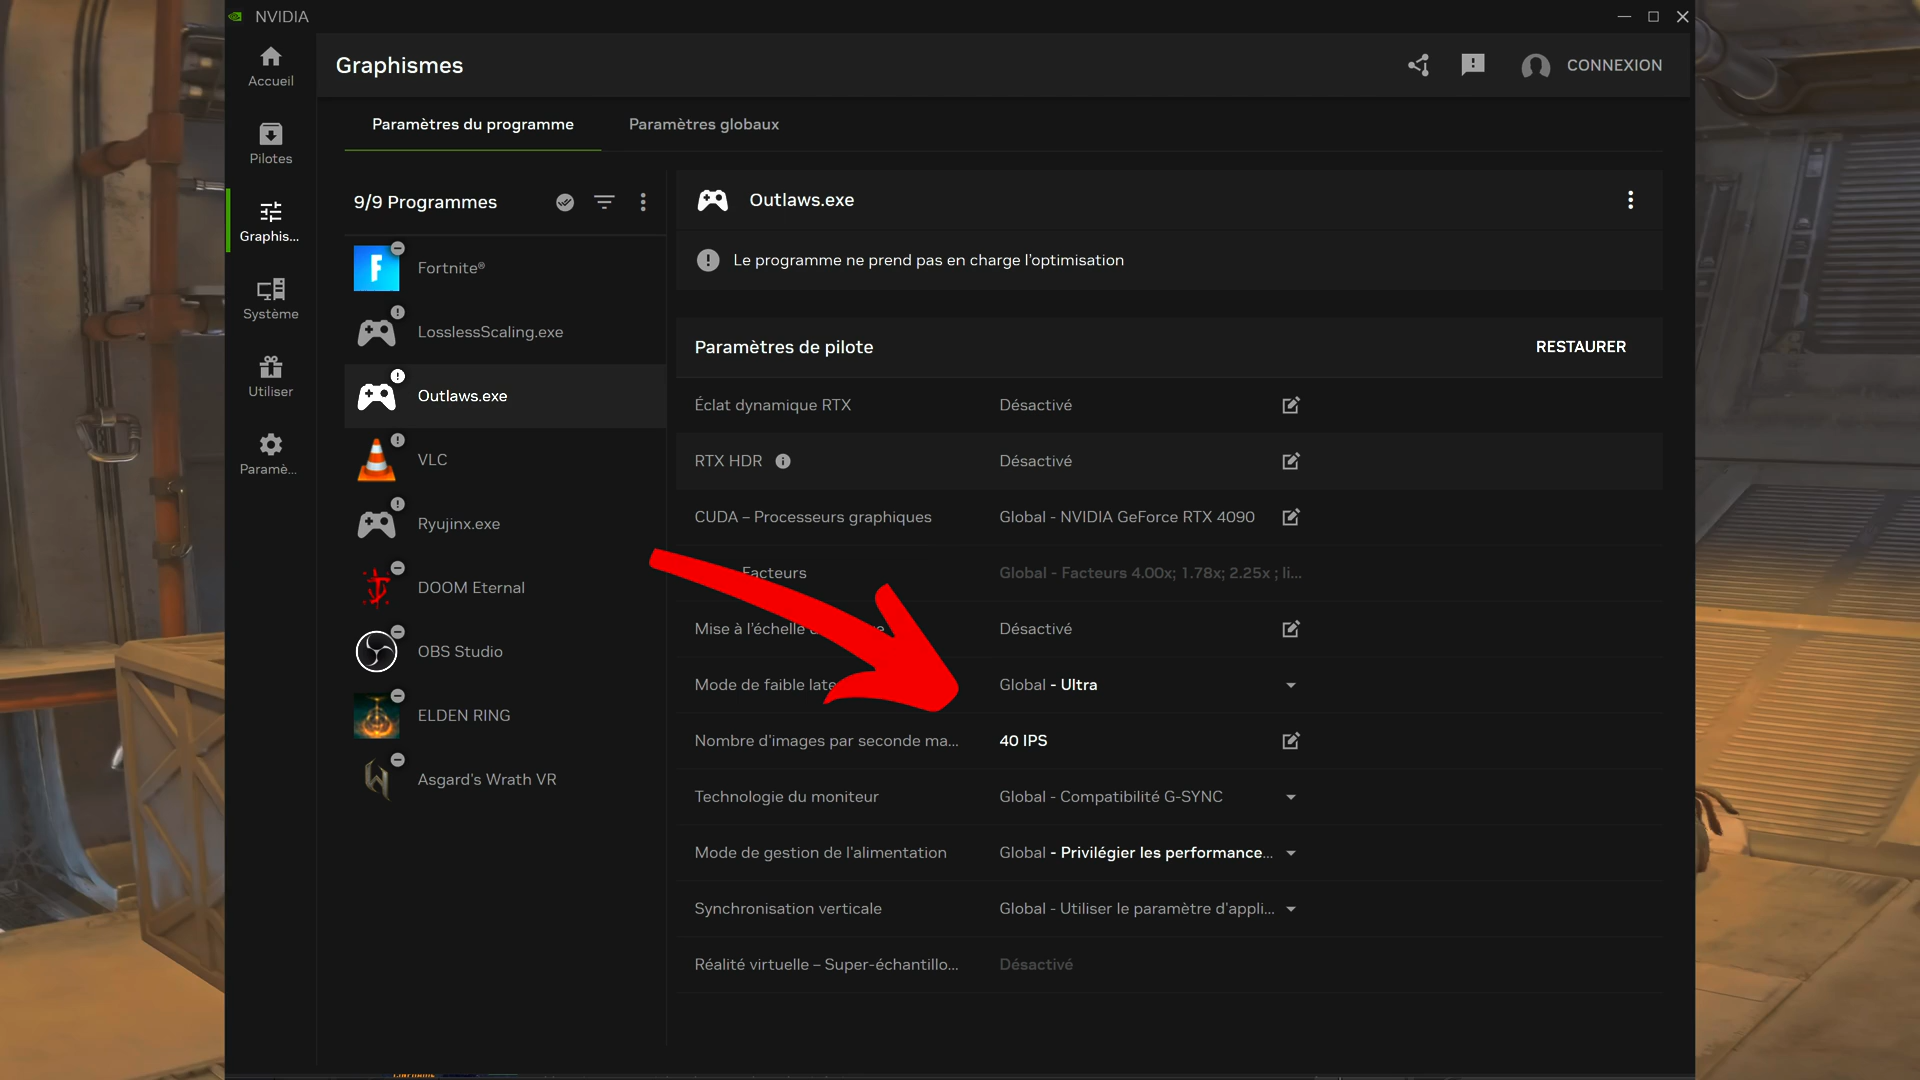 NVIDIA
Accueil
Pilotes
Graphis...
Système
Utiliser
Paramè...
Graphismes
CONNEXION
Paramètres du programme
Paramètres globaux
9/9 Programmes
Fortnite®
LosslessScaling.exe
Outlaws.exe
VLC
Ryujinx.exe
DOOM Eternal
OBS Studio
ELDEN RING
Asgard's Wrath VR
Outlaws.exe
Le programme ne prend pas en charge l'optimisation
Paramètres de pilote
RESTAURER
Éclat dynamique RTX Désactivé
RTX HDR Désactivé
CUDA – Processeurs graphiques Global - NVIDIA GeForce RTX 4090
Facteurs Global - Facteurs 4.00x; 1.78x; 2.25x ; li...
Mise à l'échelle Désactivé
Mode de faible Global - Ultra
Nombre d'images par seconde ma... 40 IPS
Technologie du moniteur Global - Compatibilité G-SYNC
Mode de gestion de l'alimentation Global - Privilégier les performance...
Synchronisation verticale Global - Utiliser le paramètre d'appli...
Réalité virtuelle – Super-échantillo... Désactivé